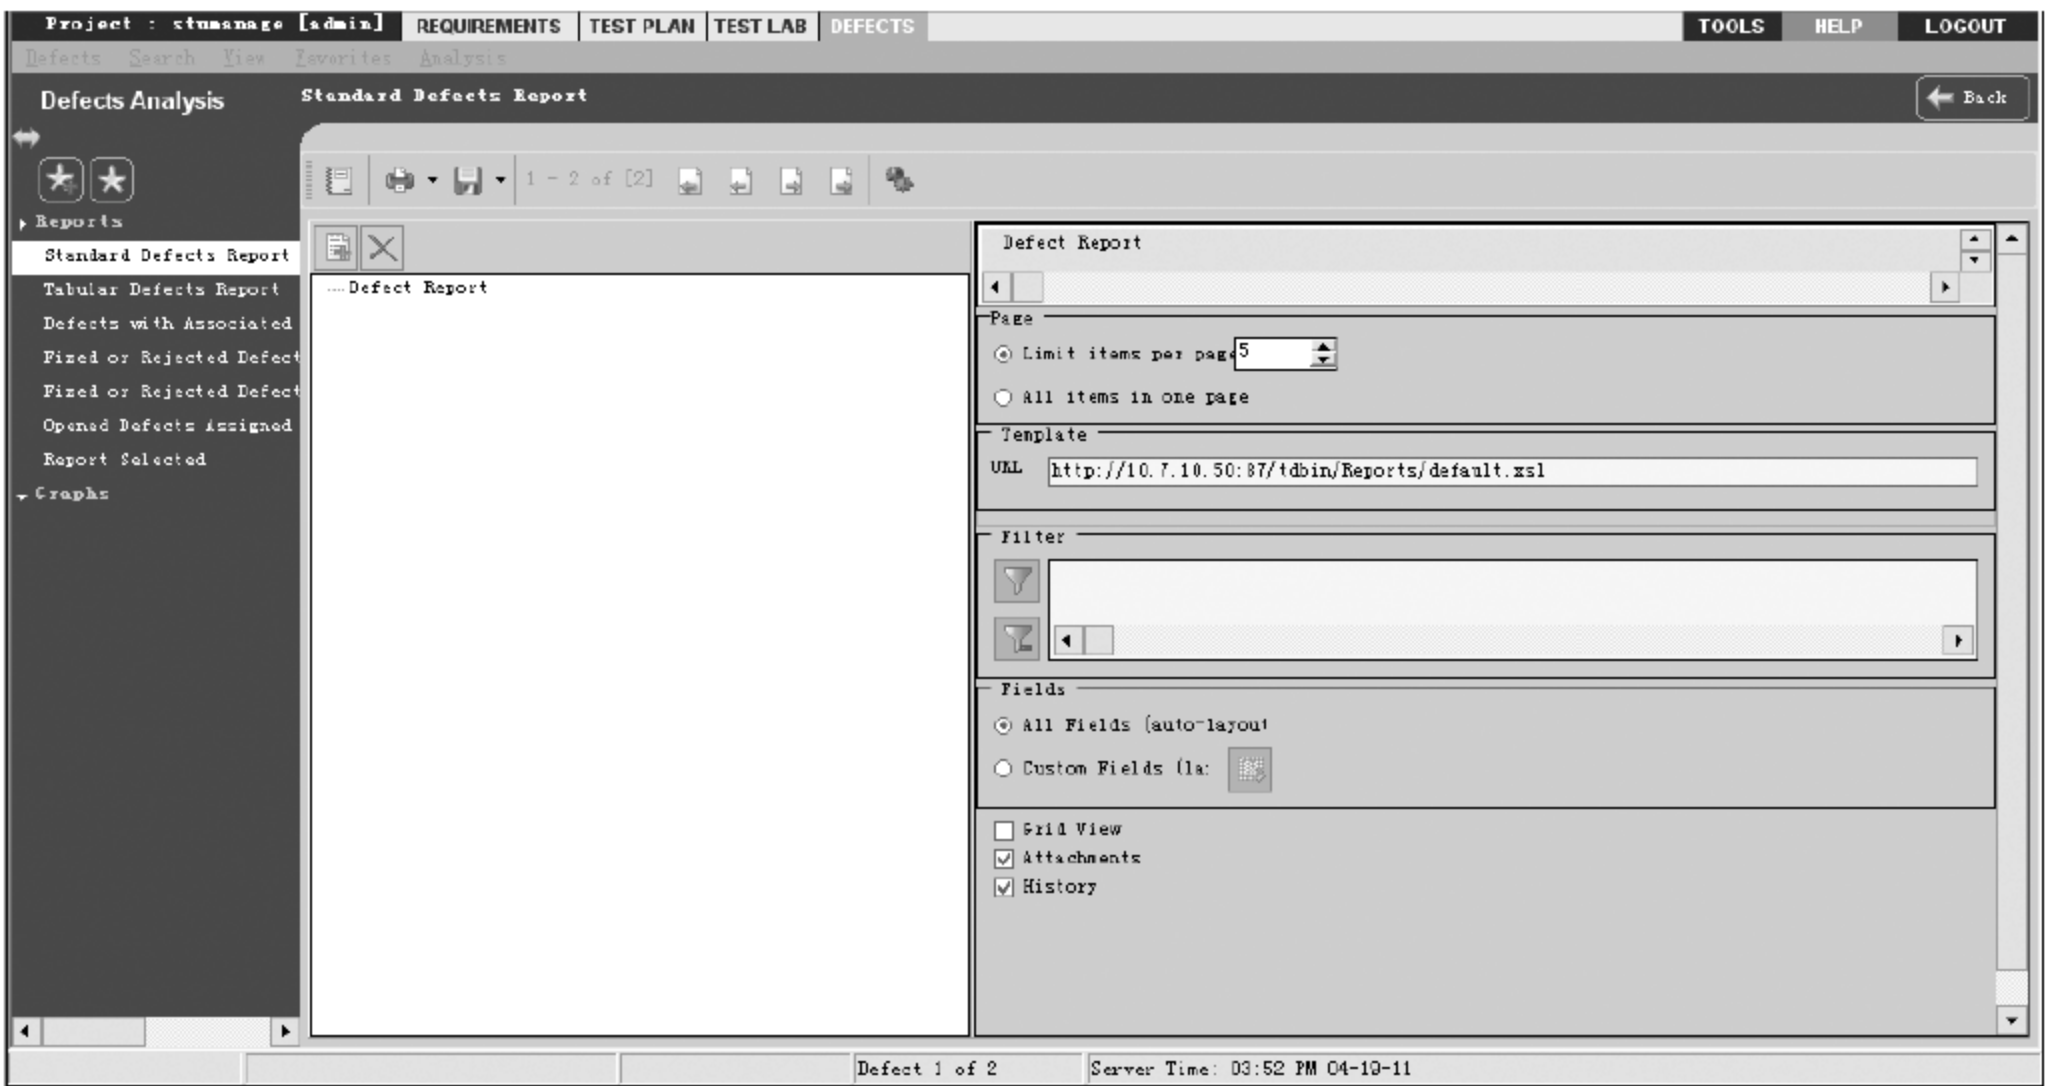 Project : stumanage [admin] REQUIREMENTS TEST PLAN TEST LAB DEFECTS TOOLS HELP LOGOUT
Defects Search View Favorites Analysis
Defects Analysis Standard Defects Report Back
1 - 2 of [2]
Reports
Standard Defects Report
Tabular Defects Report
Defects with Associated
Fixed or Rejected Defect
Fixed or Rejected Defect
Opened Defects Assigned
Report Selected
Graphs
Defect Report
Defect Report
Page
Limit items per page 5
All items in one page
Template
URL http://10.7.10.50:87/tdbin/Reports/default.xsl
Filter
Fields
All Fields (auto-layout
Custom Fields (la:
Grid View
Attachments
History
Defect 1 of 2 Server Time: 03:52 PM 04-19-11